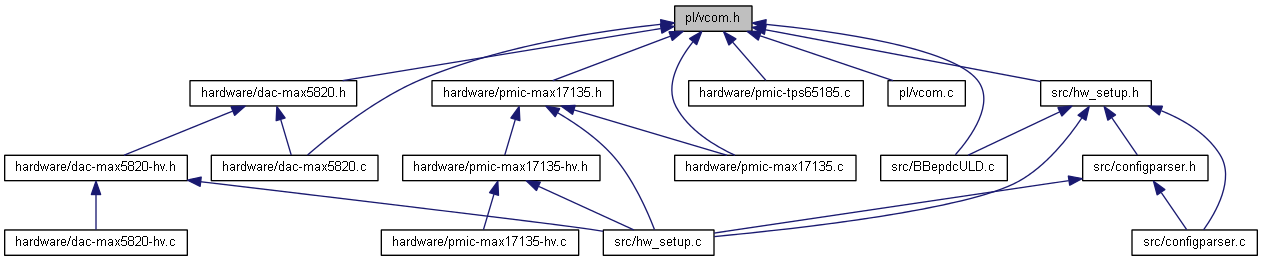 pl/vcom.h
hardware/dac-max5820.h
hardware/pmic-max17135.h
hardware/pmic-tps65185.c
pl/vcom.c
src/hw_setup.h
hardware/dac-max5820-hv.h
hardware/dac-max5820.c
hardware/pmic-max17135-hv.h
hardware/pmic-max17135.c
src/BBepdcULD.c
src/configparser.h
hardware/dac-max5820-hv.c
hardware/pmic-max17135-hv.c
src/hw_setup.c
src/configparser.c